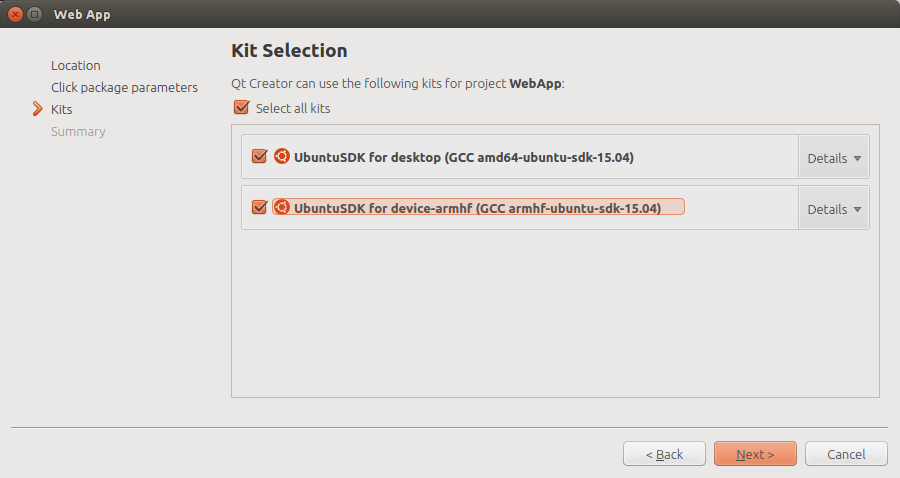 Web App
Location
Click package parameters
Kits
Summary
Kit Selection
Qt Creator can use the following kits for project WebApp:
Select all kits
UbuntuSDK for desktop (GCC amd64-ubuntu-sdk-15.04)
Details
UbuntuSDK for device-armhf (GCC armhf-ubuntu-sdk-15.04)
Details
< Back
Next >
Cancel